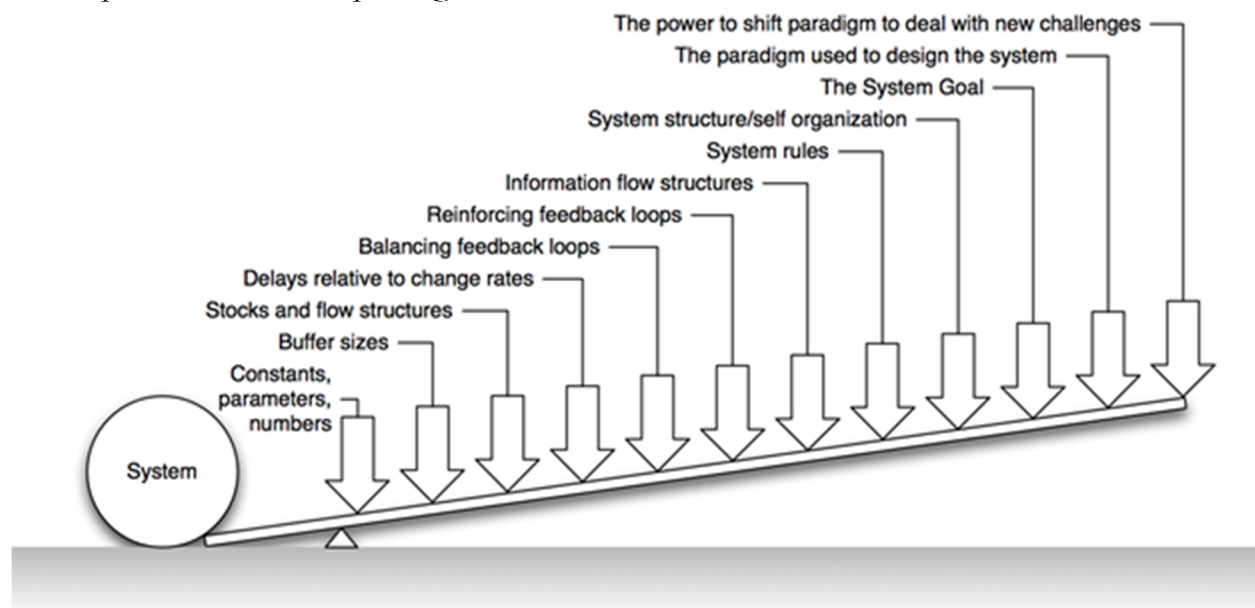 The power to shift paradigm to deal with new challenges
The paradigm used to design the system
The System Goal
System structure/self organization
System rules
Information flow structures
Reinforcing feedback loops
Balancing feedback loops
Delays relative to change rates
Stocks and flow structures
Buffer sizes
Constants,
parameters,
numbers
System